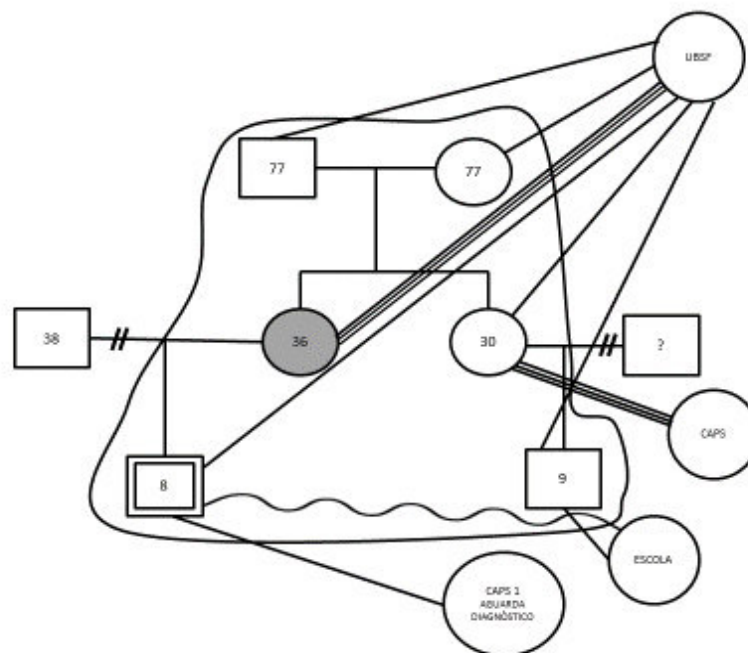 UBSF
77
77
38
36
30
?
CAPS
8
9
ESCOLA
CAPS 1
AGUARDA
DIAGNÓSTICO